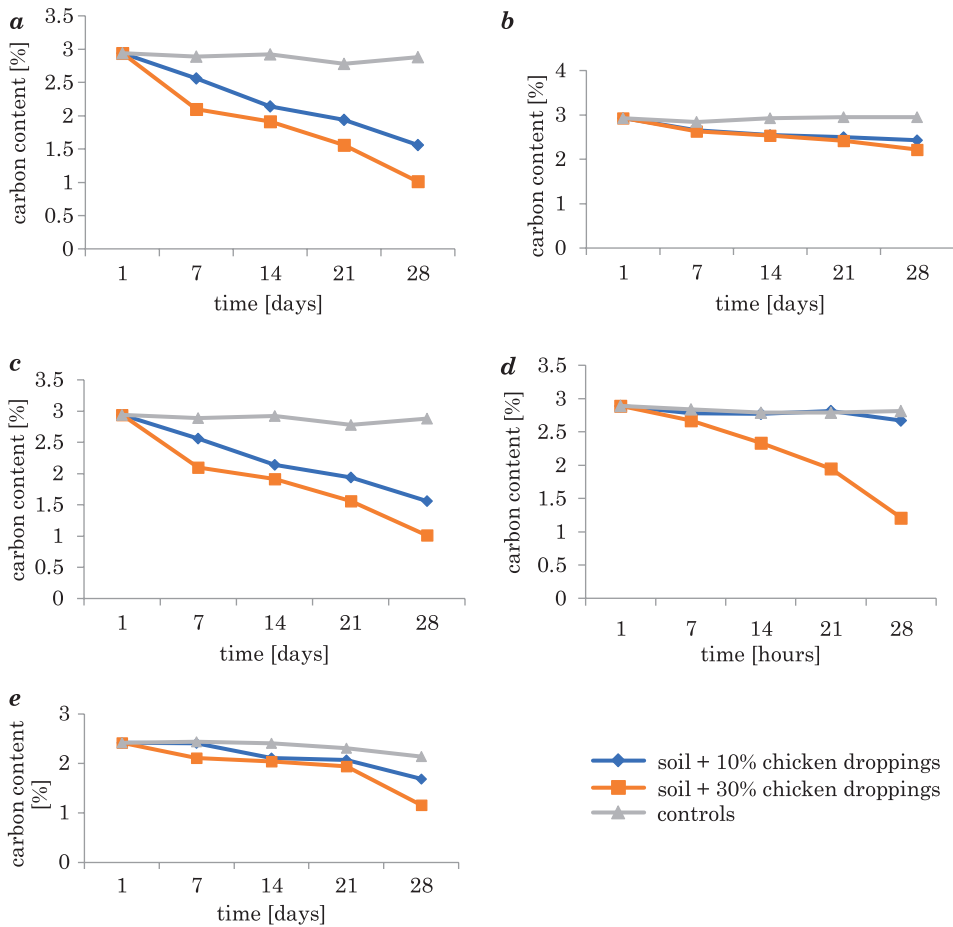 a
carbon content [%]
3.5
3
2.5
2
1.5
1
0.5
0
1 7 14 21 28
time [days]
b
carbon content [%]
4
3
2
1
0
1 7 14 21 28
time [days]
c
carbon content [%]
3.5
3
2.5
2
1.5
1
0.5
0
1 7 14 21 28
time [days]
d
carbon content [%]
3.5
3
2.5
2
1.5
1
0.5
0
1 7 14 21 28
time [hours]
e
carbon content
[%]
3
2
1
0
1 7 14 21 28
time [days]
soil + 10% chicken droppings
soil + 30% chicken droppings
controls